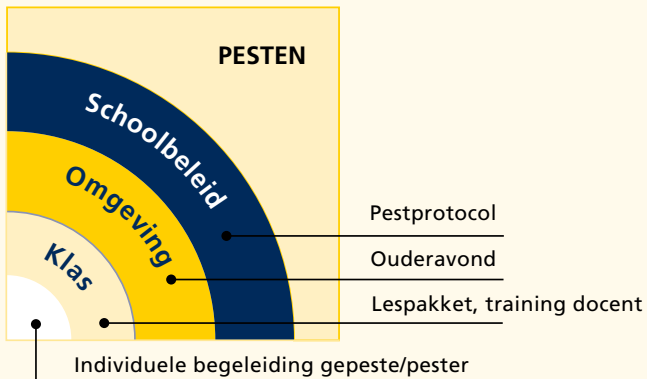 PESTEN
Schoolbeleid
Omgeving
Klas
Pestprotocol
Ouderavond
Lespakket, training docent
Individuele begeleiding gepeste/pester